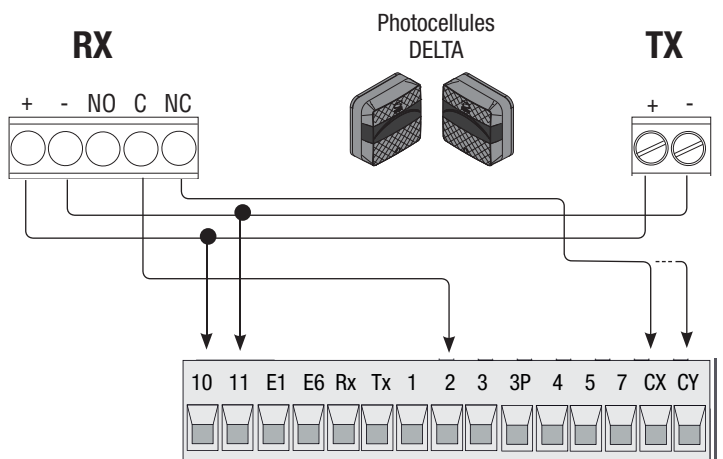 Photocellules
DELTA
RX
TX
+ - NO C NC
+ -
10 11 E1 E6 Rx Tx 1 2 3 3P 4 5 7 CX CY